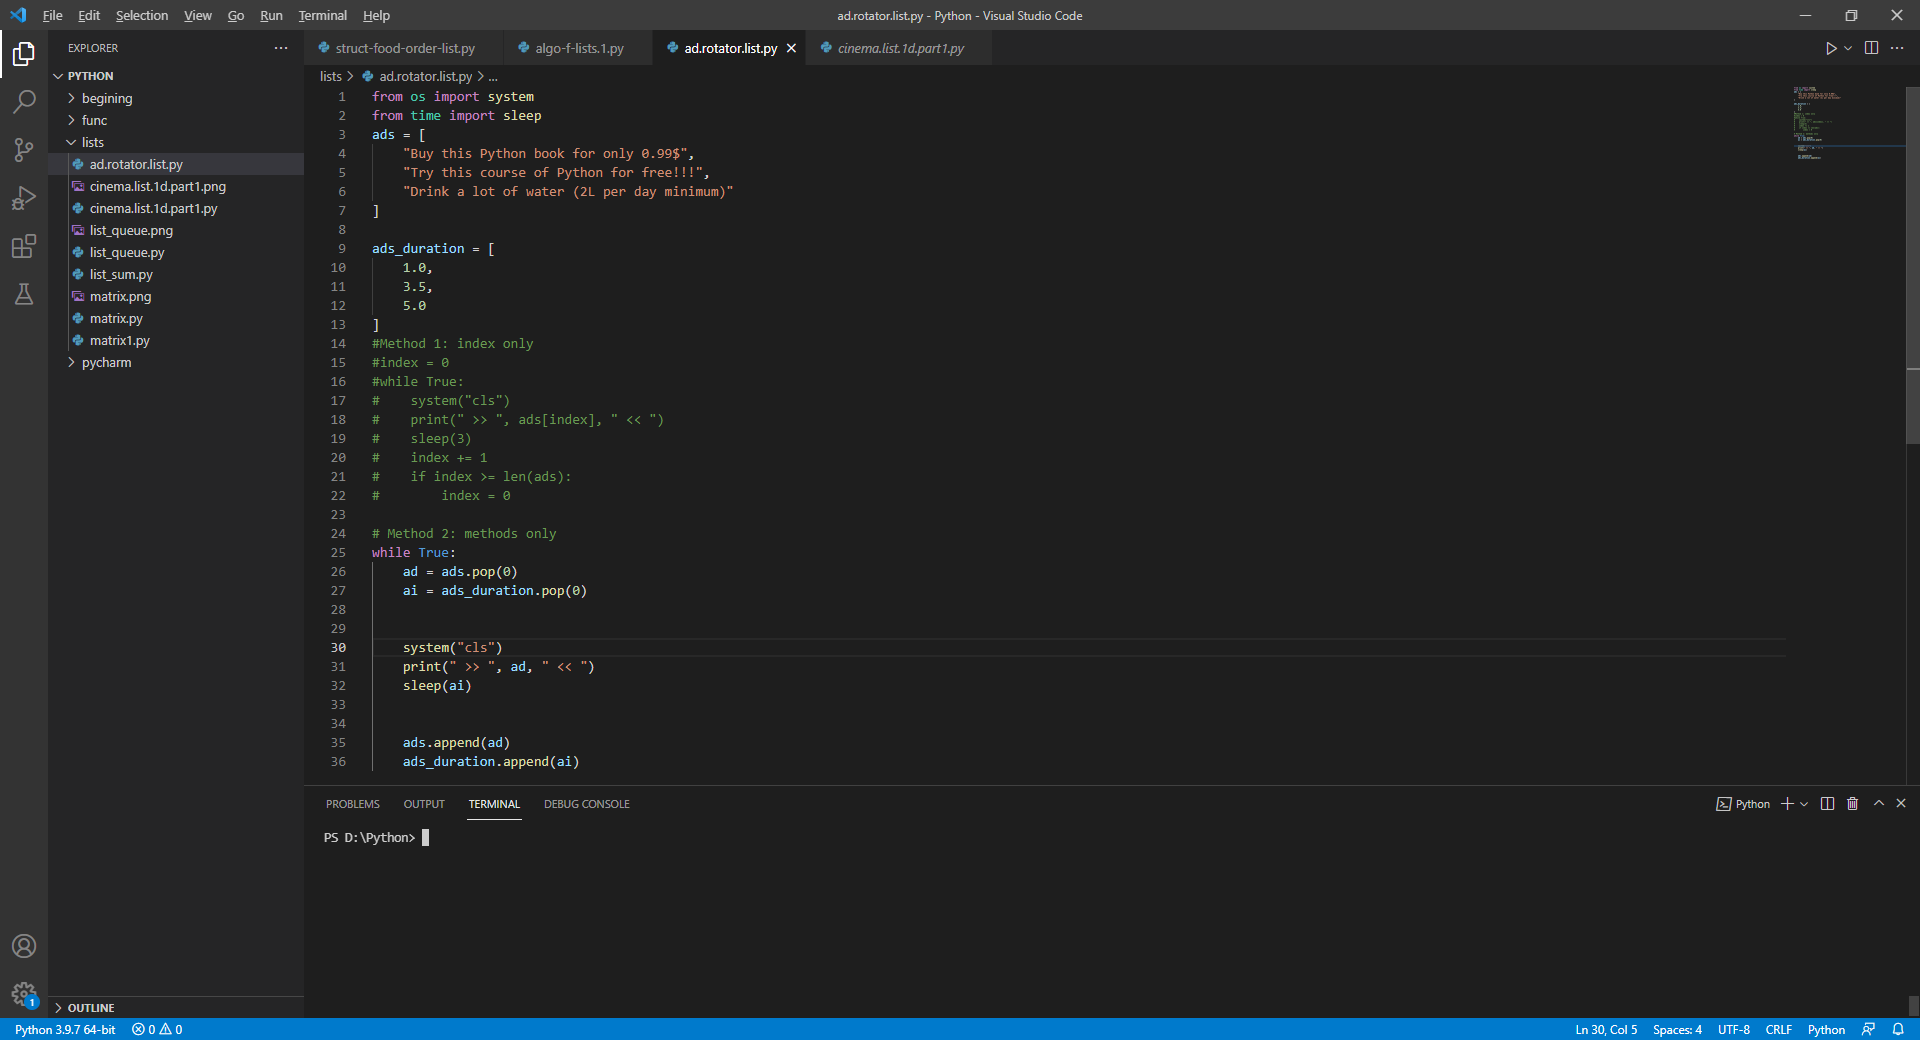 File Edit Selection View Go Run Terminal Help
ad.rotator.list.py - Python - Visual Studio Code
EXPLORER
PYTHON
begining
func
lists
ad.rotator.list.py
cinema.list.1d.part1.png
cinema.list.1d.part1.py
list_queue.png
list_queue.py
list_sum.py
matrix.png
matrix.py
matrix1.py
pycharm
OUTLINE
struct-food-order-list.py
algo-f-lists.1.py
ad.rotator.list.py
cinema.list.1d.part1.py
lists > ad.rotator.list.py > ...
1 from os import system
2 from time import sleep
3 ads = [
4     "Buy this Python book for only 0.99$",
5     "Try this course of Python for free!!!",
6     "Drink a lot of water (2L per day minimum)"
7 ]
8
9 ads_duration = [
10     1.0,
11     3.5,
12     5.0
13 ]
14 #Method 1: index only
15 #index = 0
16 #while True:
17 #    system("cls")
18 #    print(" >> ", ads[index], " << ")
19 #    sleep(3)
20 #    index += 1
21 #    if index >= len(ads):
22 #        index = 0
23
24 # Method 2: methods only
25 while True:
26     ad = ads.pop(0)
27     ai = ads_duration.pop(0)
28
29
30     system("cls")
31     print(" >> ", ad, " << ")
32     sleep(ai)
33
34
35     ads.append(ad)
36     ads_duration.append(ai)
PROBLEMS OUTPUT TERMINAL DEBUG CONSOLE
Python
PS D:\Python>
1
Python 3.9.7 64-bit 0 0
Ln 30, Col 5 Spaces: 4 UTF-8 CRLF Python